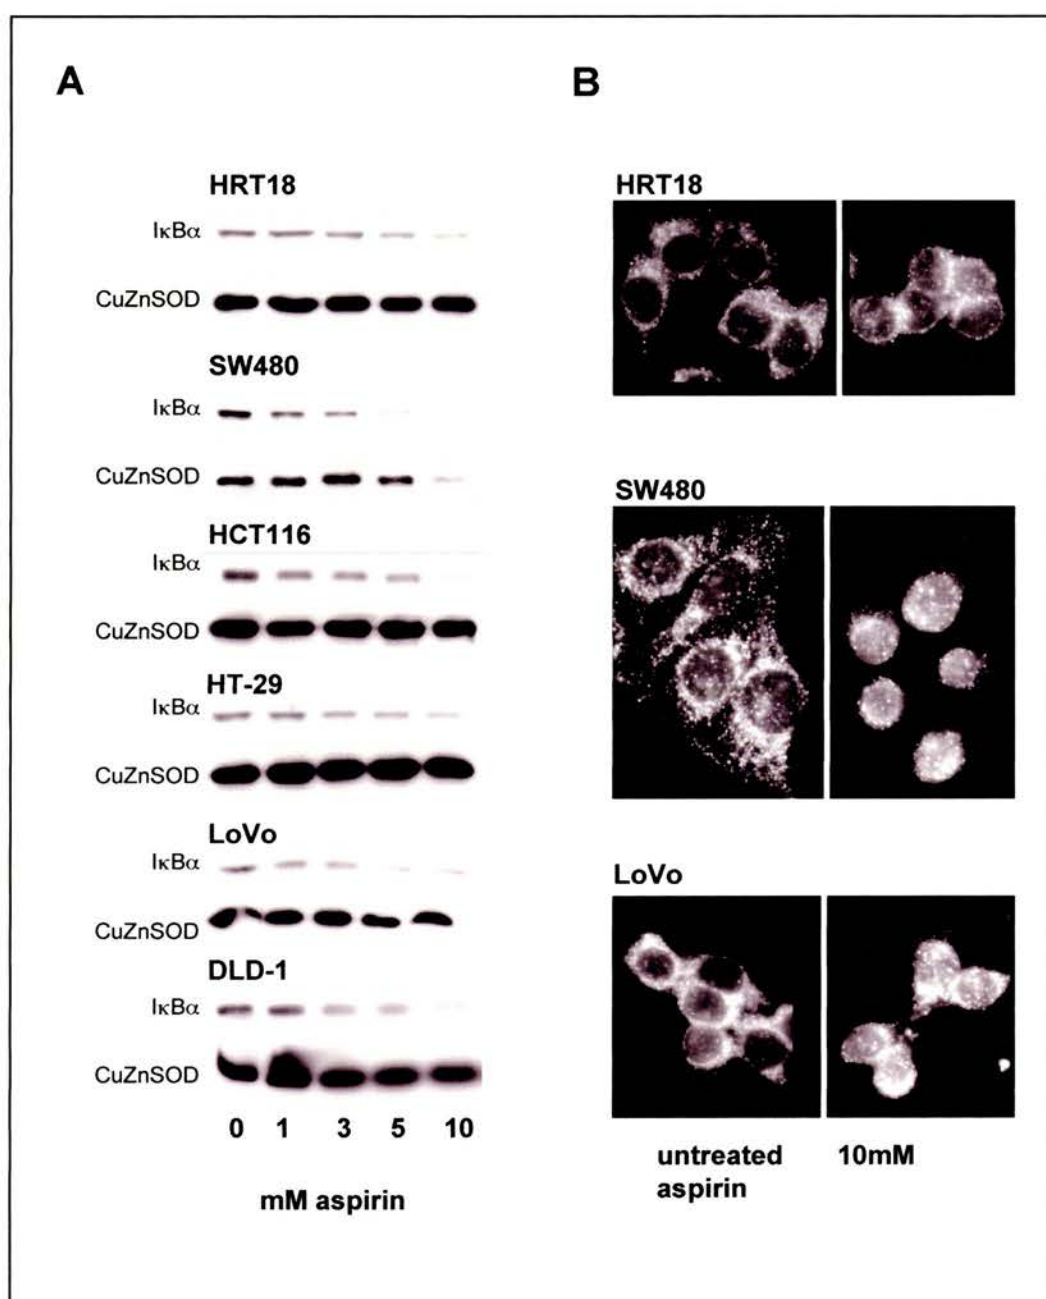 A
HRT18
IκBα
CuZnSOD
SW480
IκBα
CuZnSOD
HCT116
IκBα
CuZnSOD
HT-29
IκBα
CuZnSOD
LoVo
IκBα
CuZnSOD
DLD-1
IκBα
CuZnSOD
0 1 3 5 10
mM aspirin
B
HRT18
SW480
LoVo
untreated 10mM
aspirin